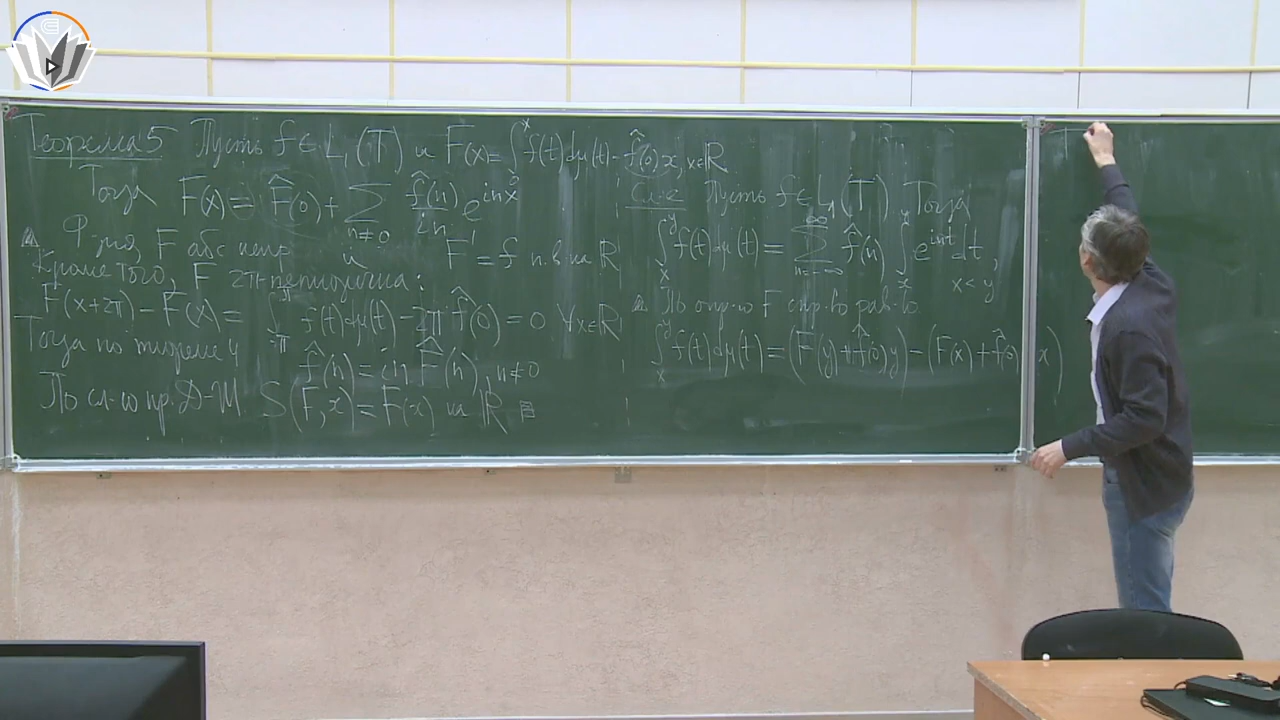 Теорема 5 Пусть f ∈ L₁(T) и F(x) = ∫₀ˣ f(t)dμ(t) - f̂(0)x, x∈ℝ
Тогда F(x) = F̂(0) + ∑_{n≠0} f̂(n)/in e^{inx}
Ф-ция F абс непр и F' = f п.в на ℝ
Кроме того, F 2π-периодична:
F(x+2π) - F(x) = ∫_{-π}^{π} f(t)dμ(t) - 2π f̂(0) = 0 ∀x∈ℝ
Тогда по теореме 4 f̂(n) = in F̂(n), n≠0
По сл-ю пр. Д-Ж S(F,x) = F(x) на ℝ
Сл-е Пусть f ∈ L₁(T) Тогда
∫ₓʸ f(t)dμ(t) = ∑_{n=-∞}^{∞} f̂(n) ∫ₓʸ e^{int}dt,
x < y
По опр-ю F спр-во рав-во
∫ₓʸ f(t)dμ(t) = (F(y) + f̂(0)y) - (F(x) + f̂(0)x)